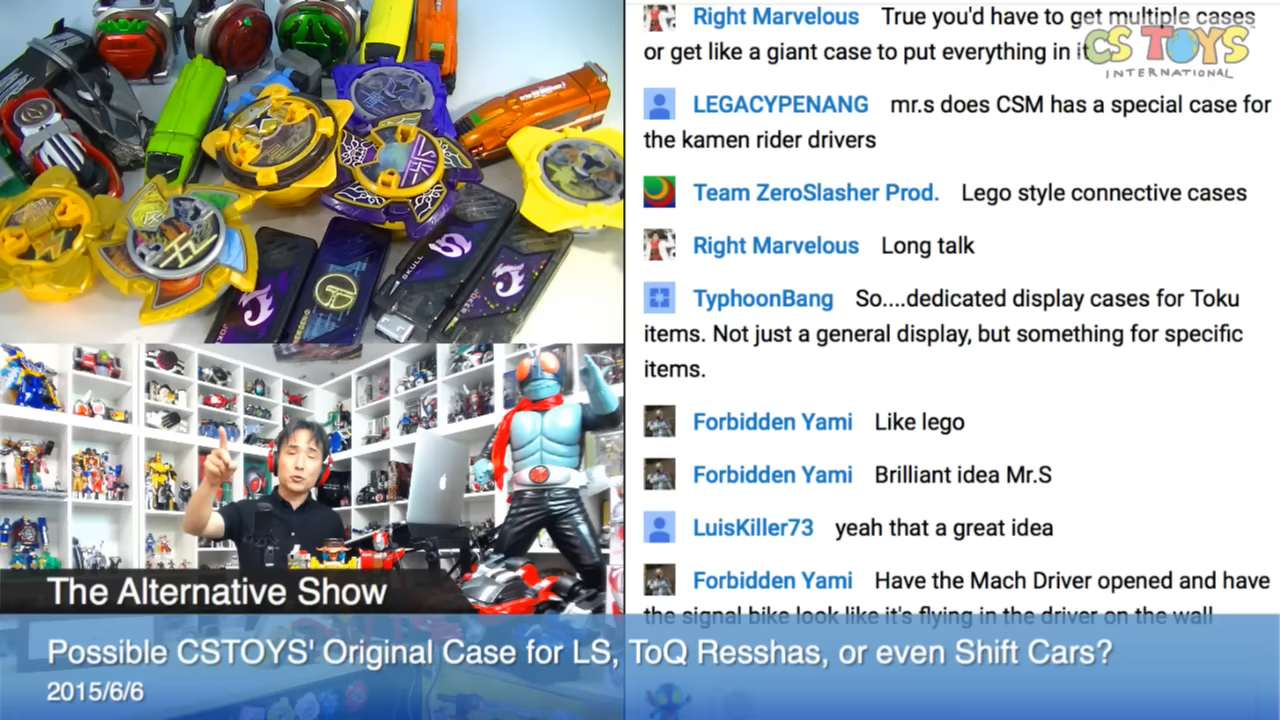 Right Marvelous True you'd have to get multiple cases
or get like a giant case to put everything in it
CS TOYS
INTERNATIONAL
LEGACYPENANG mr.s does CSM has a special case for
the kamen rider drivers
Team ZeroSlasher Prod. Lego style connective cases
Right Marvelous Long talk
TyphoonBang So....dedicated display cases for Toku
items. Not just a general display, but something for specific
items.
Forbidden Yami Like lego
Forbidden Yami Brilliant idea Mr.S
LuisKiller73 yeah that a great idea
Forbidden Yami Have the Mach Driver opened and have
the signal bike look like it's flying in the driver on the wall
SKULL
JOKER
The Alternative Show
Possible CSTOYS' Original Case for LS, ToQ Resshas, or even Shift Cars?
2015/6/6